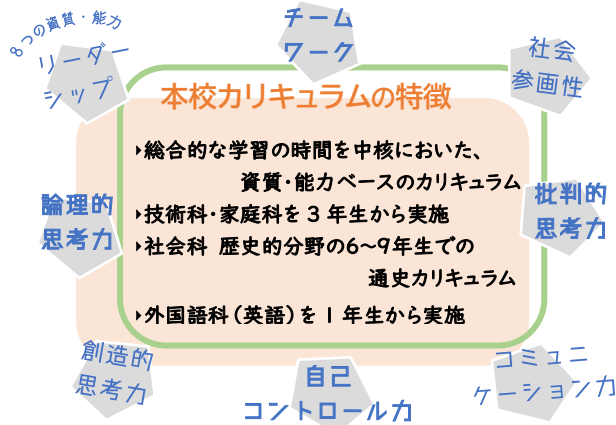 8つの資質・能力
リーダー
シップ
チーム
ワーク
社会
参画性
本校カリキュラムの特徴
▸総合的な学習の時間を中核においた、
資質・能力ベースのカリキュラム
▸技術科・家庭科を3年生から実施
▸社会科 歴史的分野の6~9年生での
通史カリキュラム
▸外国語科(英語)を1年生から実施
論理的
思考力
批判的
思考力
創造的
思考力
自己
コントロール力
コミュニ
ケーション力